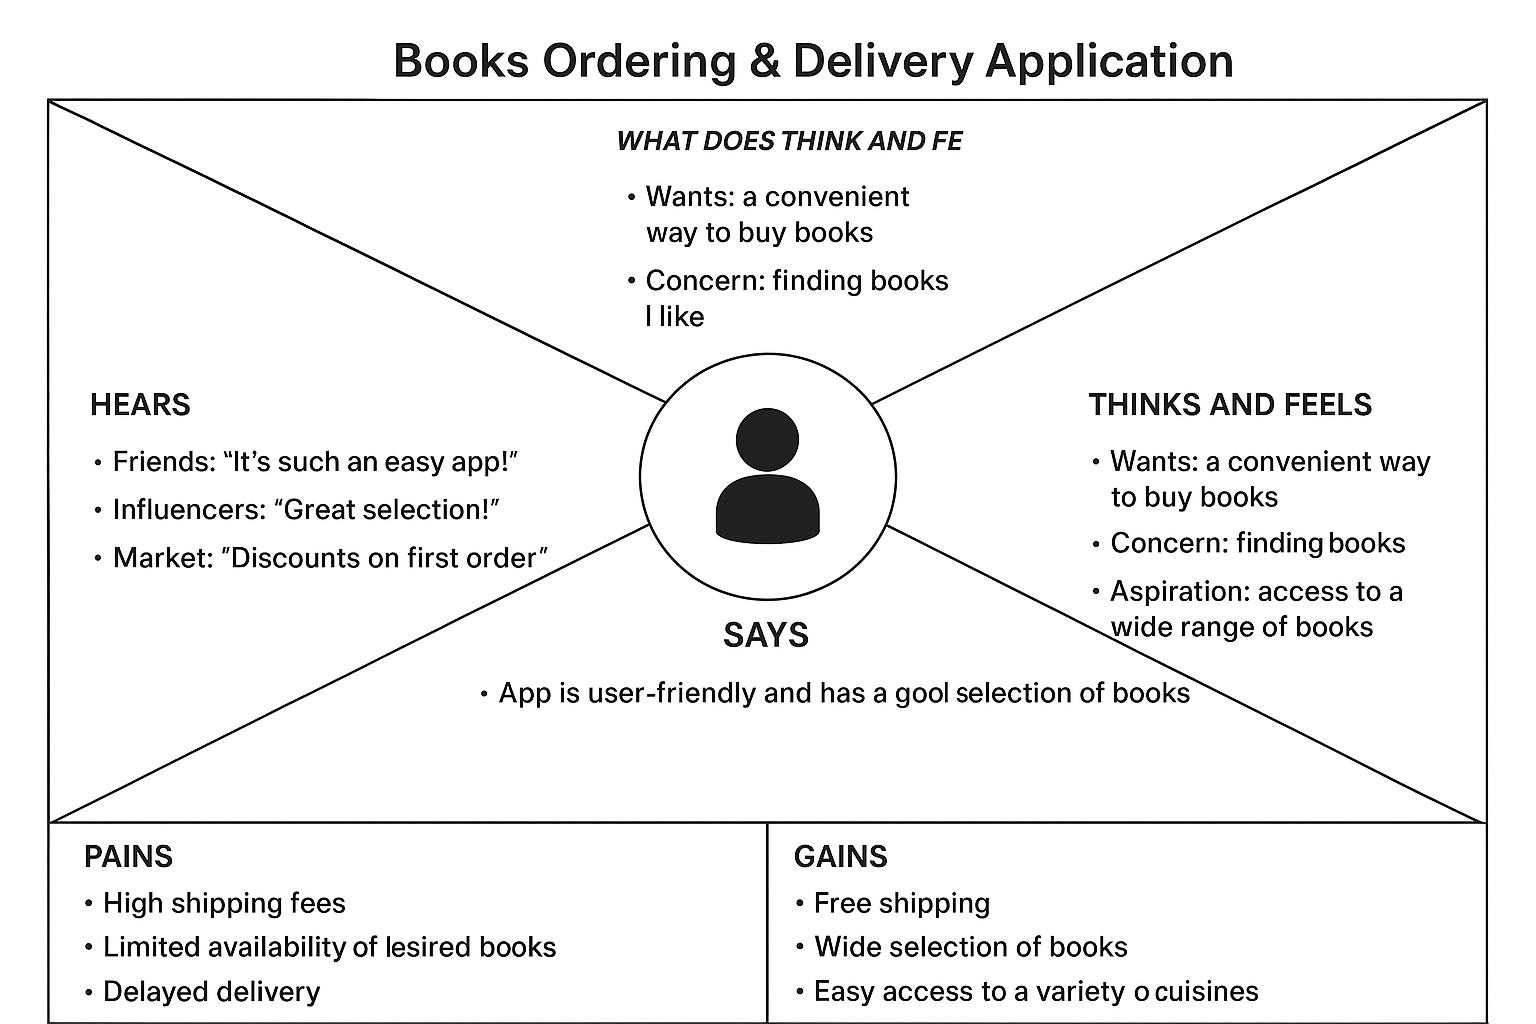 Books Ordering & Delivery Application
WHAT DOES THINK AND FE
• Wants: a convenient
way to buy books
• Concern: finding books
I like
HEARS
• Friends: “It’s such an easy app!”
• Influencers: “Great selection!”
• Market: ”Discounts on first order”
THINKS AND FEELS
• Wants: a convenient way
to buy books
• Concern: finding books
• Aspiration: access to a
wide range of books
SAYS
• App is user-friendly and has a gool selection of books
PAINS
• High shipping fees
• Limited availability of lesired books
• Delayed delivery
GAINS
• Free shipping
• Wide selection of books
• Easy access to a variety o cuisines